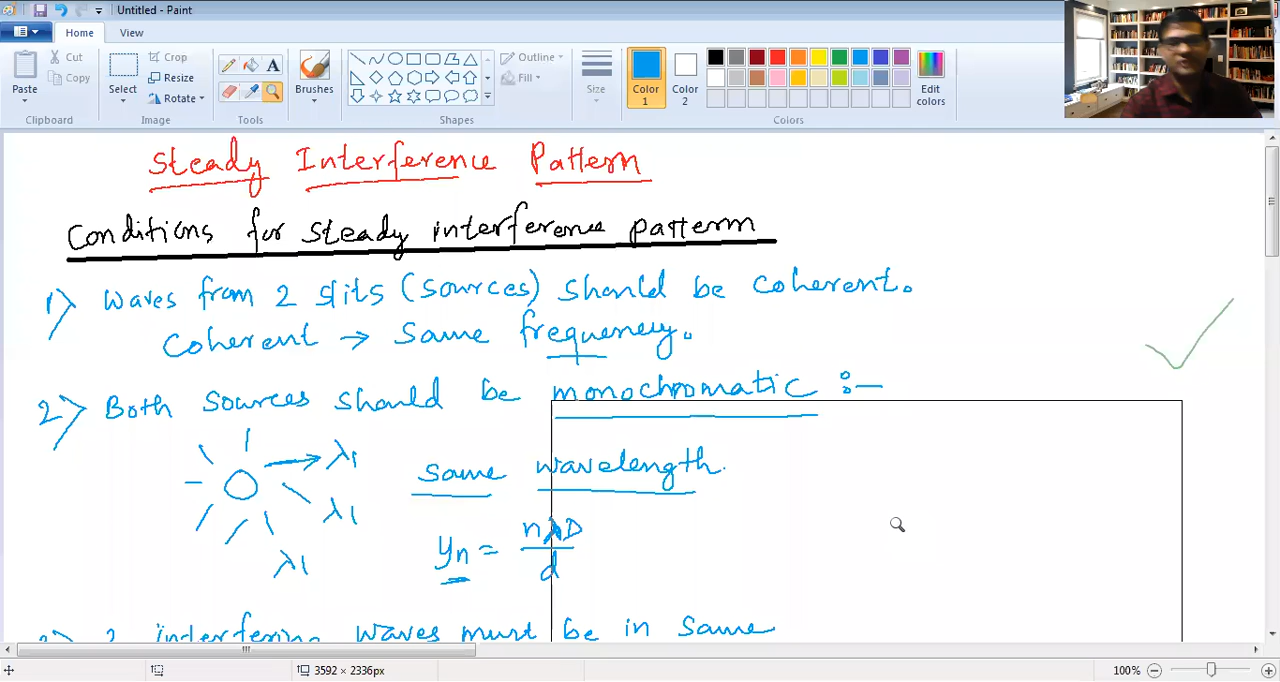 Untitled - Paint
Home View
Paste
Cut
Copy
Clipboard
Select
Crop
Resize
Rotate
Image
Tools
Brushes
Outline
Fill
Shapes
Size
Color 1
Color 2
Edit colors
Colors
Steady Interference Pattern
Conditions for steady interference pattern
1) Waves from 2 slits (sources) should be coherent.
Coherent → Same frequency.
2) Both sources should be monochromatic :-
λ1
Same wavelength.
λ1
yn = nλD/d
λ1
2 interfering waves must be in same
3592 × 2336px
100%